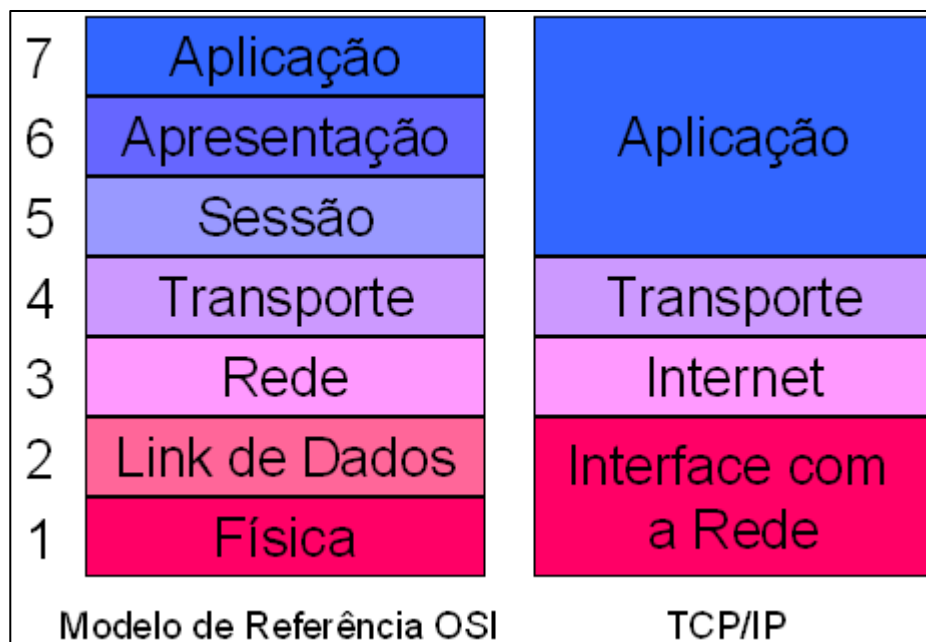 7 Aplicação
6 Apresentação
5 Sessão
4 Transporte
3 Rede
2 Link de Dados
1 Física
Modelo de Referência OSI
Aplicação
Transporte
Internet
Interface com
a Rede
TCP/IP